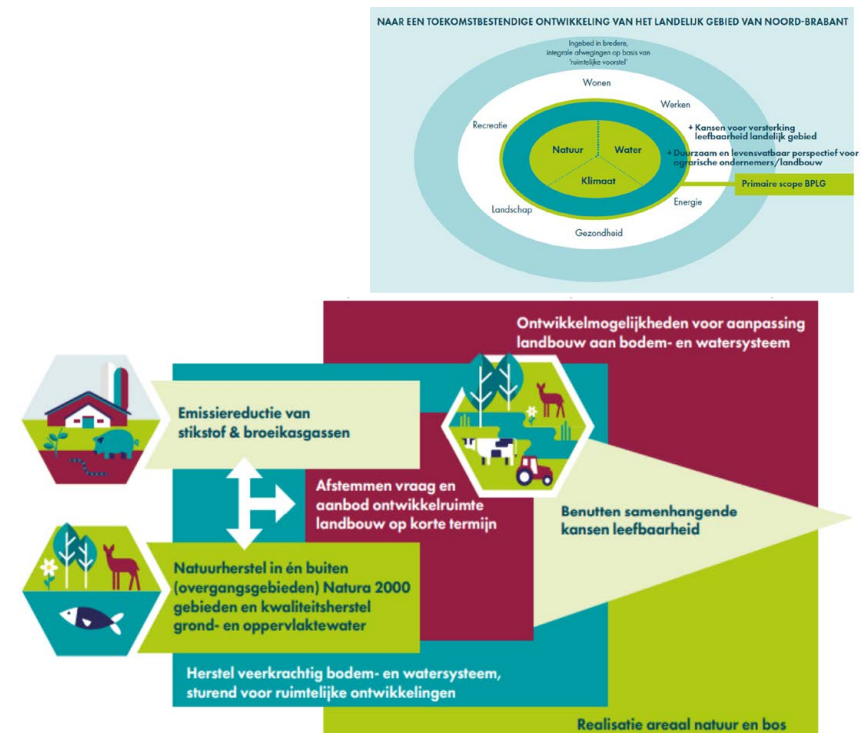 NAAR EEN TOEKOMSTBESTENDIGE ONTWIKKELING VAN HET LANDELIJK GEBIED VAN NOORD-BRABANT
Ingebed in bredere,
integrale afwegingen op basis van
'ruimtelijke voorstel'
Wonen
Werken
Recreatie
+ Kansen voor versterking
leefbaarheid landelijk gebied
Natuur
Water
+ Duurzaam en levensvatbaar perspectief voor
agrarische ondernemers/landbouw
Klimaat
Primaire scope BPLG
Energie
Landschap
Gezondheid
Ontwikkelmogelijkheden voor aanpassing
landbouw aan bodem- en watersysteem
Emissiereductie van
stikstof & broeikasgassen
Afstemmen vraag en
aanbod ontwikkelruimte
landbouw op korte termijn
Benutten samenhangende
kansen leefbaarheid
Natuurherstel in én buiten
(overgangsgebieden) Natura 2000
gebieden en kwaliteitsherstel
grond- en oppervlaktewater
Herstel veerkrachtig bodem- en watersysteem,
sturend voor ruimtelijke ontwikkelingen
Realisatie areaal natuur en bos